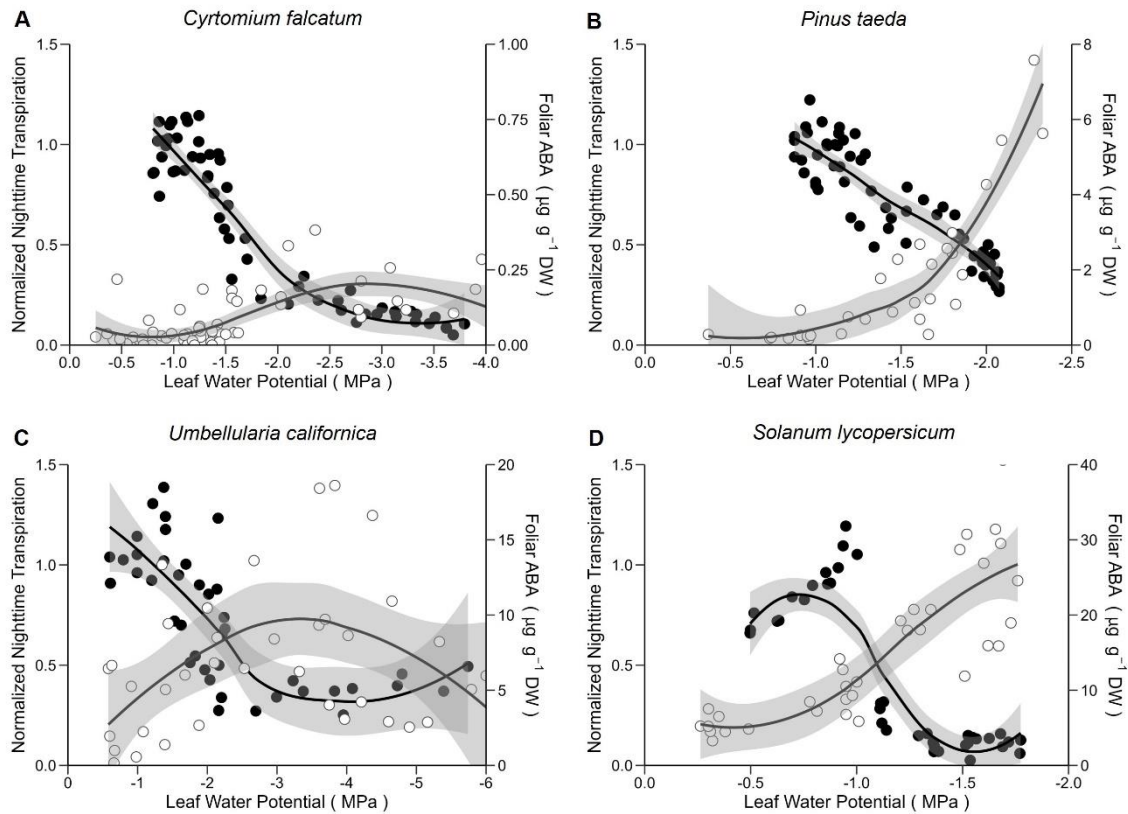 A
Cyrtomium falcatum
Normalized Nighttime Transpiration
1.5
1.0
0.5
0.0
1.00
0.75
0.50
0.25
0.00
Foliar ABA ( µg g⁻¹ DW )
0.0 -0.5 -1.0 -1.5 -2.0 -2.5 -3.0 -3.5 -4.0
Leaf Water Potential ( MPa )
B
Pinus taeda
Normalized Nighttime Transpiration
1.5
1.0
0.5
0.0
8
6
4
2
0
Foliar ABA ( µg g⁻¹ DW )
0.0 -0.5 -1.0 -1.5 -2.0 -2.5
Leaf Water Potential ( MPa )
C
Umbellularia californica
Normalized Nighttime Transpiration
1.5
1.0
0.5
0.0
20
15
10
5
0
Foliar ABA ( µg g⁻¹ DW )
0 -1 -2 -3 -4 -5 -6
Leaf Water Potential ( MPa )
D
Solanum lycopersicum
Normalized Nighttime Transpiration
1.5
1.0
0.5
0.0
40
30
20
10
0
Foliar ABA ( µg g⁻¹ DW )
0.0 -0.5 -1.0 -1.5 -2.0
Leaf Water Potential ( MPa )